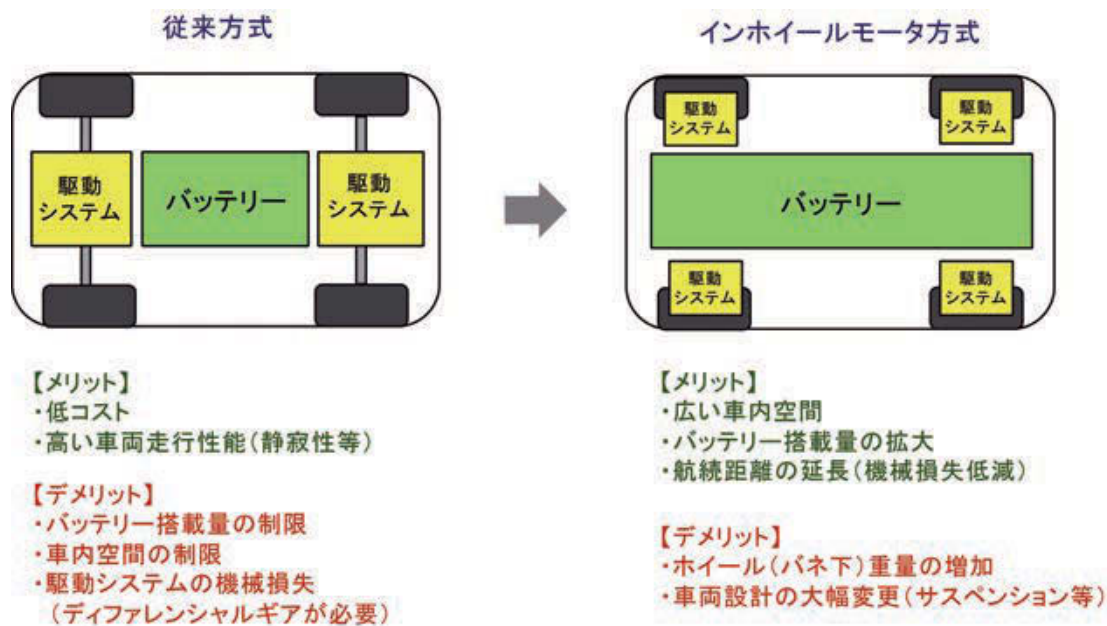 従来方式
駆動
システム
バッテリー
駆動
システム
【メリット】
・低コスト
・高い車両走行性能(静寂性等)
【デメリット】
・バッテリー搭載量の制限
・車内空間の制限
・駆動システムの機械損失
(ディファレンシャルギアが必要)
インホイールモータ方式
駆動
システム
駆動
システム
バッテリー
駆動
システム
駆動
システム
【メリット】
・広い車内空間
・バッテリー搭載量の拡大
・航続距離の延長(機械損失低減)
【デメリット】
・ホイール(バネ下)重量の増加
・車両設計の大幅変更(サスペンション等)